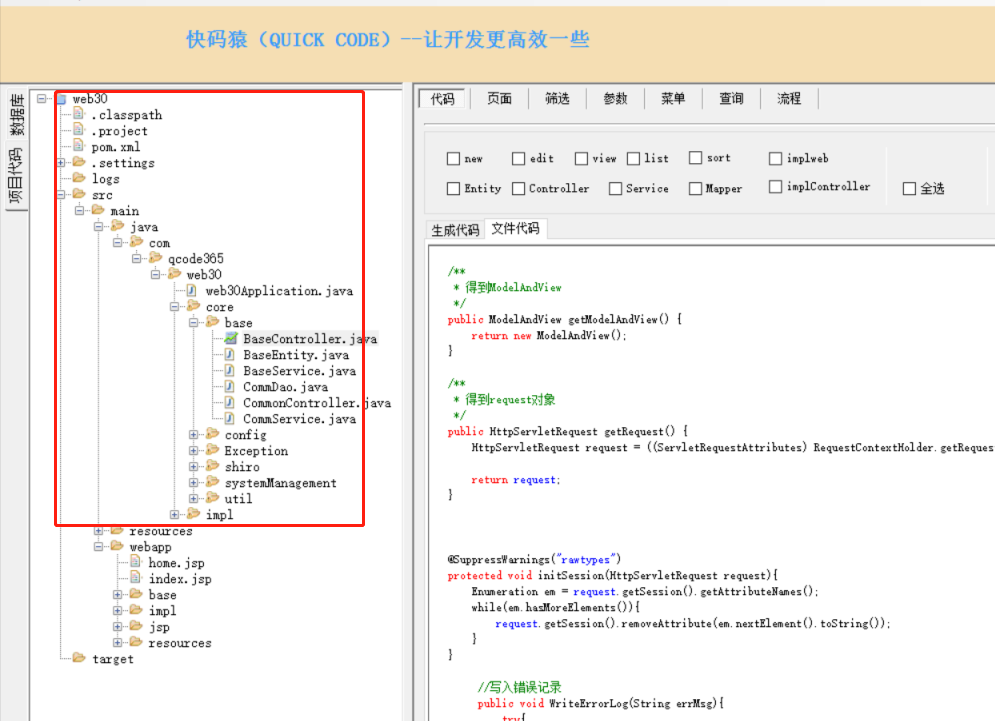 快码猿（QUICK CODE）--让开发更高效一些
数据库
项目代码
web30
.classpath
.project
pom.xml
.settings
logs
src
main
java
com
qcode365
web30
web30Application.java
core
base
BaseController.java
BaseEntity.java
BaseService.java
CommDao.java
CommonController.java
CommService.java
config
Exception
shiro
systemManagement
util
impl
resources
webapp
home.jsp
index.jsp
base
impl
jsp
resources
target
代码 页面 筛选 参数 菜单 查询 流程
new edit view list sort implweb
Entity Controller Service Mapper implController 全选
生成代码 文件代码
/**
* 得到ModelAndView
*/
public ModelAndView getModelAndView() {
return new ModelAndView();
}
/**
* 得到request对象
*/
public HttpServletRequest getRequest() {
HttpServletRequest request = ((ServletRequestAttributes) RequestContextHolder.getReques
return request;
}
@SuppressWarnings("rawtypes")
protected void initSession(HttpServletRequest request){
Enumeration em = request.getSession().getAttributeNames();
while(em.hasMoreElements()){
request.getSession().removeAttribute(em.nextElement().toString());
}
}
//写入错误记录
public void WriteErrorLog(String errMsg){
try{